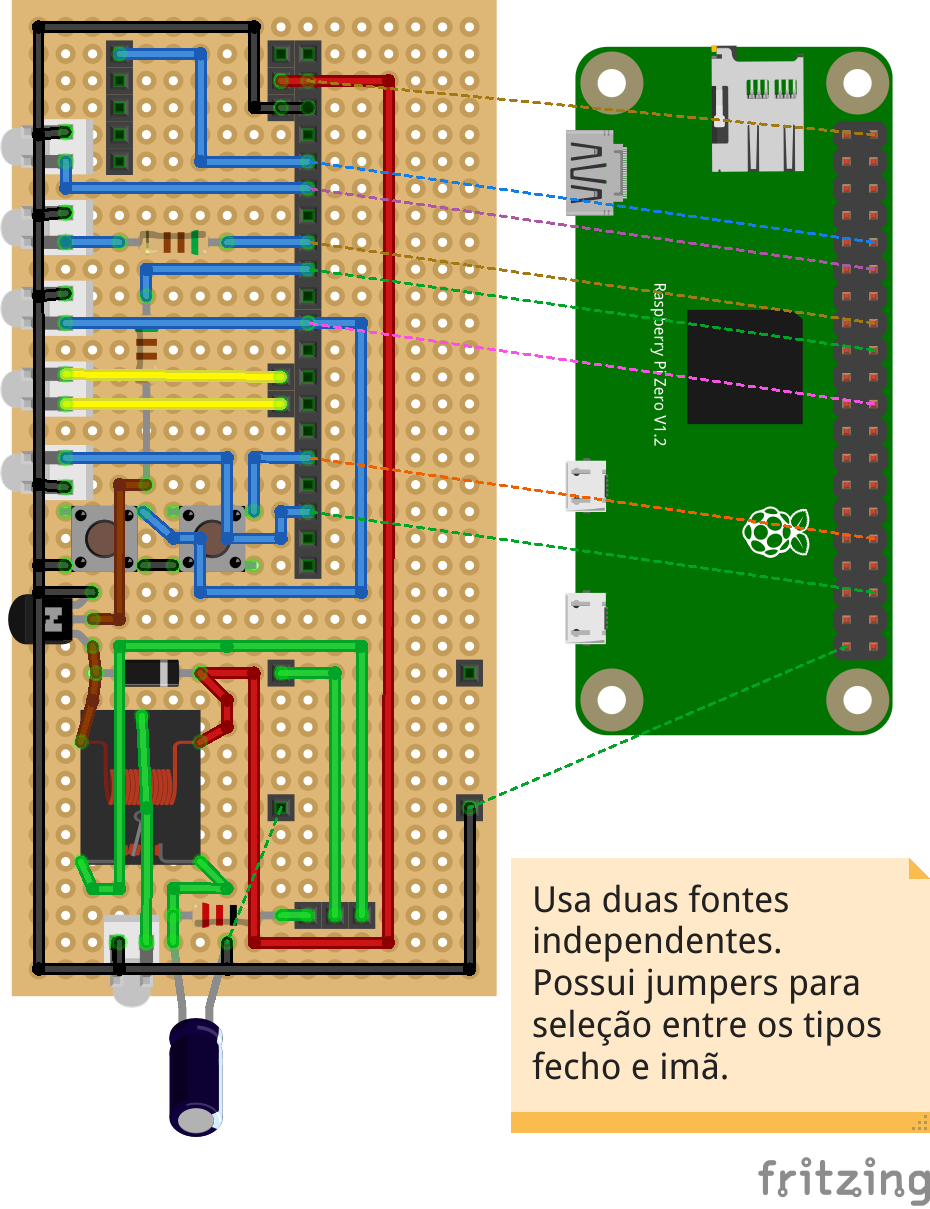 Raspberry Pi Zero V1.2
Usa duas fontes
independentes.
Possui jumpers para
seleção entre os tipos
fecho e imã.
fritzing